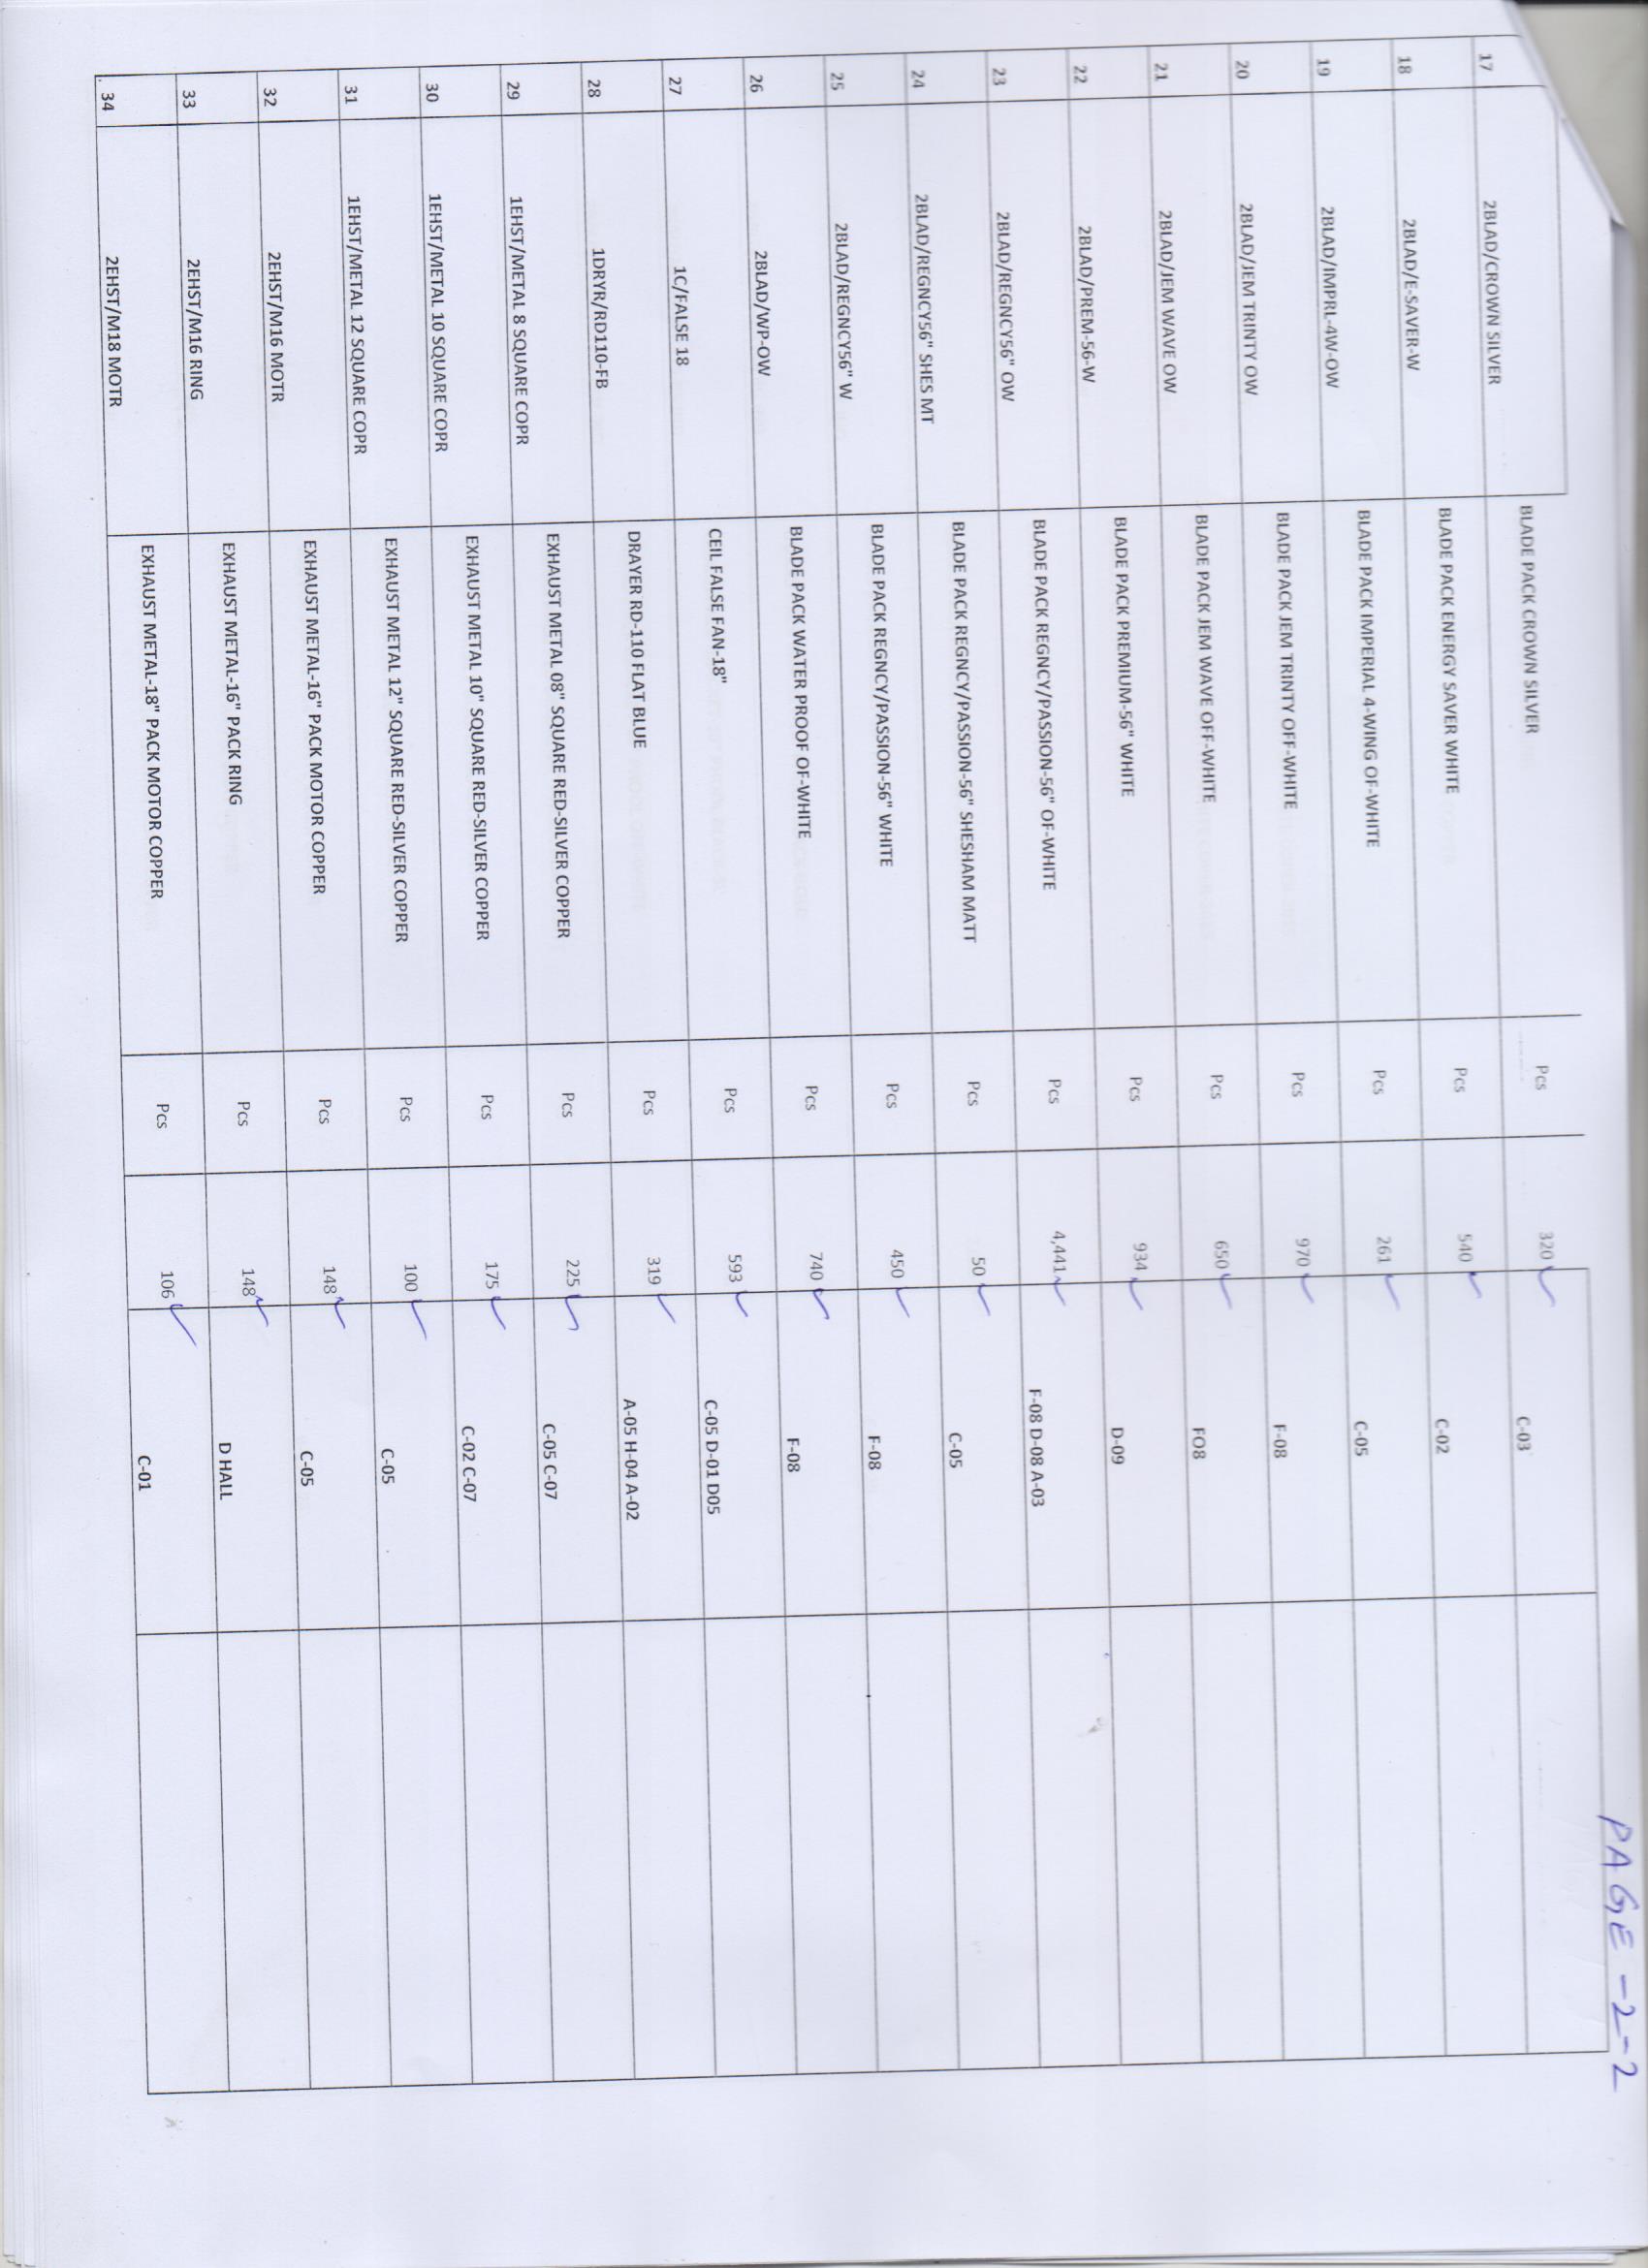 PAGE -2-2
17 2BLAD/CROWN SILVER BLADE PACK CROWN SILVER Pcs 320 C-03
18 2BLAD/E-SAVER-W BLADE PACK ENERGY SAVER WHITE Pcs 540 C-02
19 2BLAD/IMPRL-4W-OW BLADE PACK IMPERIAL 4-WING OF-WHITE Pcs 261 C-05
20 2BLAD/JEM TRINTY OW BLADE PACK JEM TRINTY OFF-WHITE Pcs 970 F-08
21 2BLAD/JEM WAVE OW BLADE PACK JEM WAVE OFF-WHITE Pcs 650 FO8
22 2BLAD/PREM-56-W BLADE PACK PREMIUM-56" WHITE Pcs 934 D-09
23 2BLAD/REGNCY56" OW BLADE PACK REGNCY/PASSION-56" OF-WHITE Pcs 4,441 F-08 D-08 A-03
24 2BLAD/REGNCY56" SHES MT BLADE PACK REGNCY/PASSION-56" SHESHAM MATT Pcs 50 C-05
25 2BLAD/REGNCY56" W BLADE PACK REGNCY/PASSION-56" WHITE Pcs 450 F-08
26 2BLAD/WP-OW BLADE PACK WATER PROOF OF-WHITE Pcs 740 F-08
27 1C/FALSE 18 CEIL FALSE FAN-18" Pcs 593 C-05 D-01 D05
28 1DRYR/RD110-FB DRAYER RD-110 FLAT BLUE Pcs 319 A-05 H-04 A-02
29 1EHST/METAL 8 SQUARE COPR EXHAUST METAL 08" SQUARE RED-SILVER COPPER Pcs 225 C-05 C-07
30 1EHST/METAL 10 SQUARE COPR EXHAUST METAL 10" SQUARE RED-SILVER COPPER Pcs 175 C-02 C-07
31 1EHST/METAL 12 SQUARE COPR EXHAUST METAL 12" SQUARE RED-SILVER COPPER Pcs 100 C-05
32 2EHST/M16 MOTR EXHAUST METAL-16" PACK MOTOR COPPER Pcs 148 C-05
33 2EHST/M16 RING EXHAUST METAL-16" PACK RING Pcs 148 D HALL
34 2EHST/M18 MOTR EXHAUST METAL-18" PACK MOTOR COPPER Pcs 106 C-01